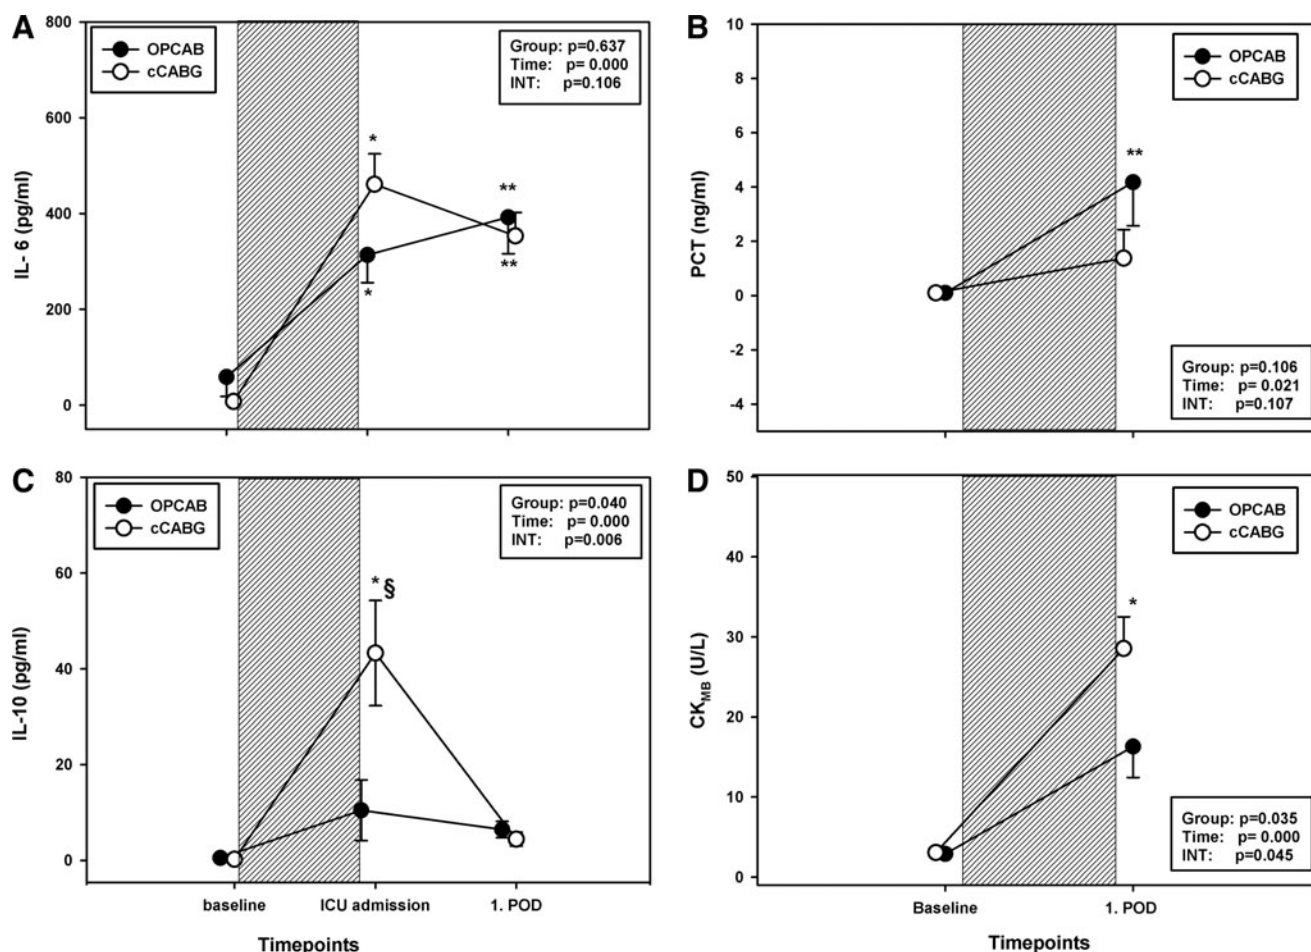 A
800
600
400
200
0
IL- 6 (pg/ml)
OPCAB
cCABG
Group: p=0.637
Time: p= 0.000
INT: p=0.106
*
*
**
**
B
10
8
6
4
2
0
-2
-4
PCT (ng/ml)
OPCAB
cCABG
**
Group: p=0.106
Time: p= 0.021
INT: p=0.107
C
80
60
40
20
0
IL-10 (pg/ml)
OPCAB
cCABG
Group: p=0.040
Time: p= 0.000
INT: p=0.006
* §
baseline ICU admission 1. POD
Timepoints
D
50
40
30
20
10
0
CKMB (U/L)
OPCAB
cCABG
*
Group: p=0.035
Time: p= 0.000
INT: p=0.045
Baseline 1. POD
Timepoints